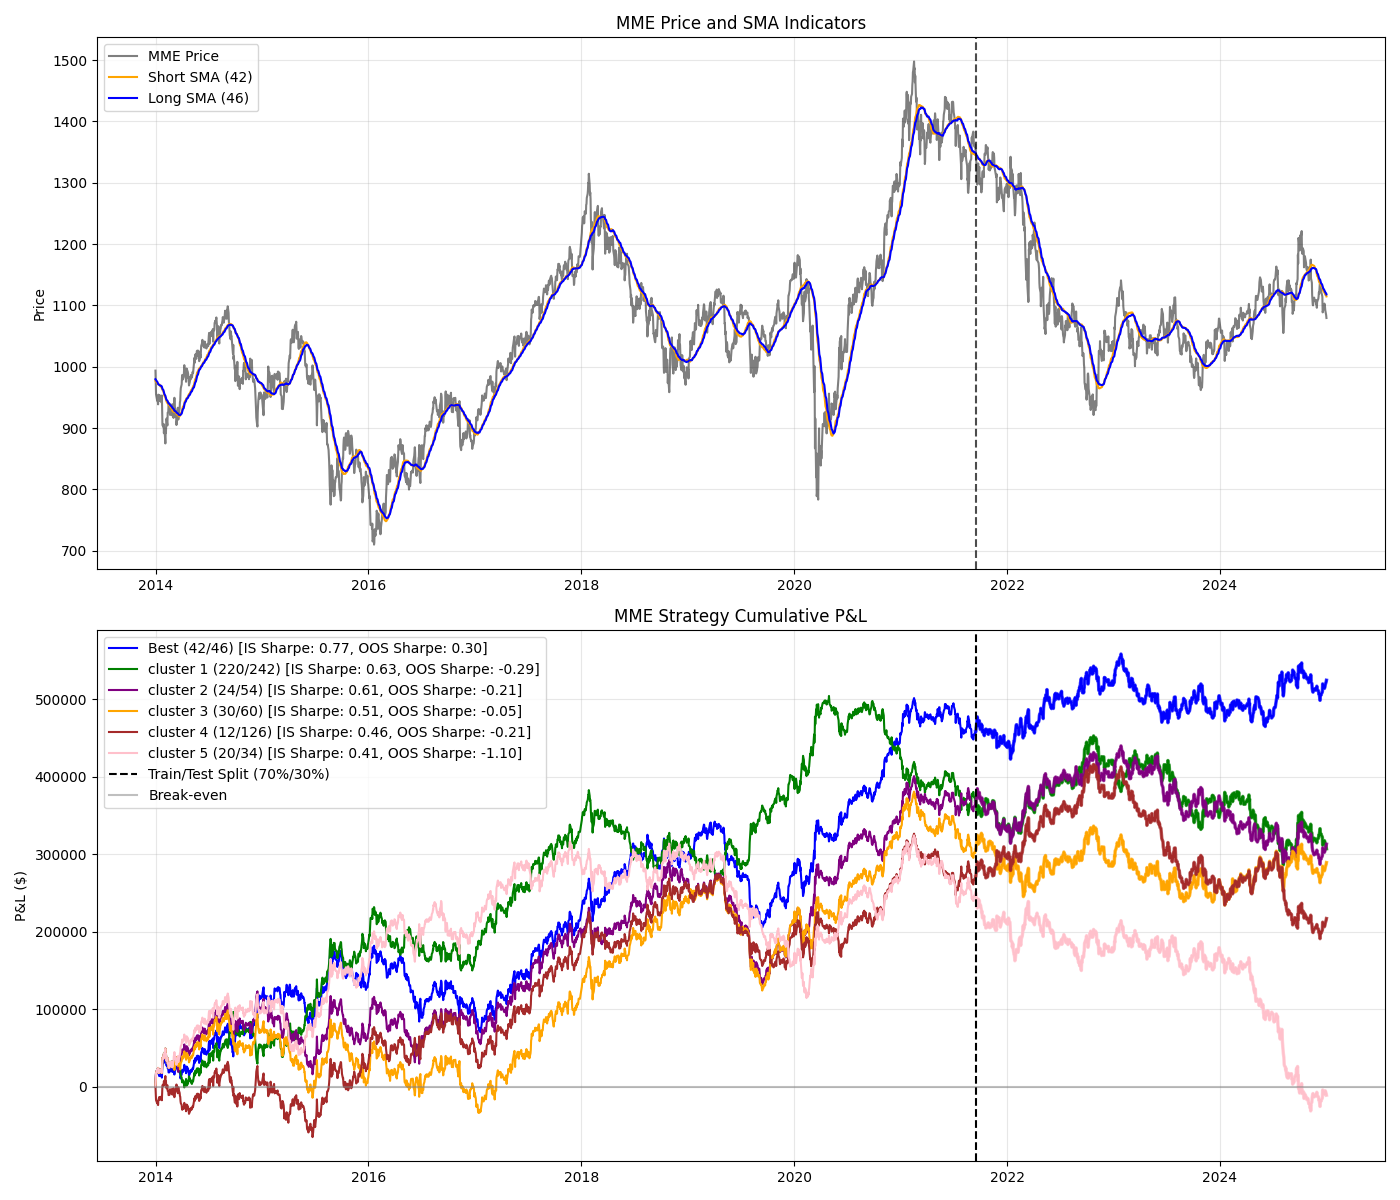 MME Price and SMA Indicators
MME Price
Short SMA (42)
Long SMA (46)
Price
1500
1400
1300
1200
1100
1000
900
800
700
2014
2016
2018
2020
2022
2024
MME Strategy Cumulative P&L
Best (42/46) [IS Sharpe: 0.77, OOS Sharpe: 0.30]
cluster 1 (220/242) [IS Sharpe: 0.63, OOS Sharpe: -0.29]
cluster 2 (24/54) [IS Sharpe: 0.61, OOS Sharpe: -0.21]
cluster 3 (30/60) [IS Sharpe: 0.51, OOS Sharpe: -0.05]
cluster 4 (12/126) [IS Sharpe: 0.46, OOS Sharpe: -0.21]
cluster 5 (20/34) [IS Sharpe: 0.41, OOS Sharpe: -1.10]
Train/Test Split (70%/30%)
Break-even
P&L ($)
500000
400000
300000
200000
100000
0
2014
2016
2018
2020
2022
2024